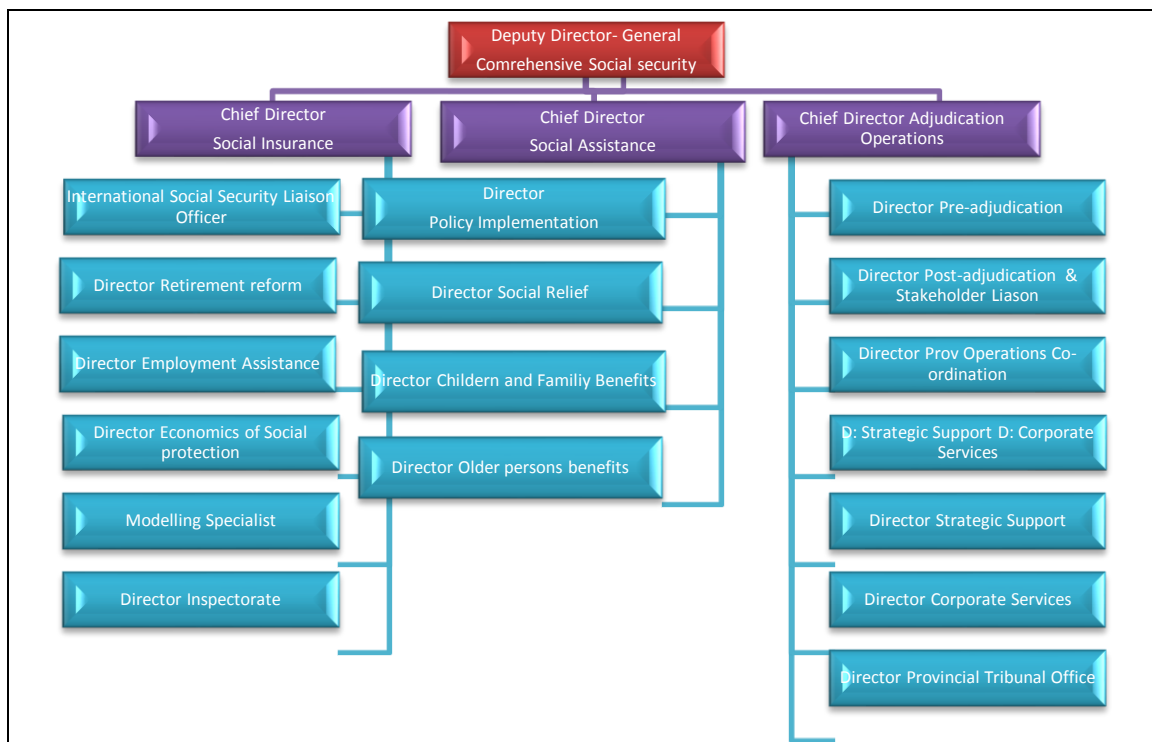 Deputy Director- General
Comrehensive Social security
Chief Director
Social Insurance
Chief Director
Social Assistance
Chief Director Adjudication
Operations
International Social Security Liaison
Officer
Director Retirement reform
Director Employment Assistance
Director Economics of Social
protection
Modelling Specialist
Director Inspectorate
Director
Policy Implementation
Director Social Relief
Director Childern and Familiy Benefits
Director Older persons benefits
Director Pre-adjudication
Director Post-adjudication &
Stakeholder Liason
Director Prov Operations Co-
ordination
D: Strategic Support D: Corporate
Services
Director Strategic Support
Director Corporate Services
Director Provincial Tribunal Office